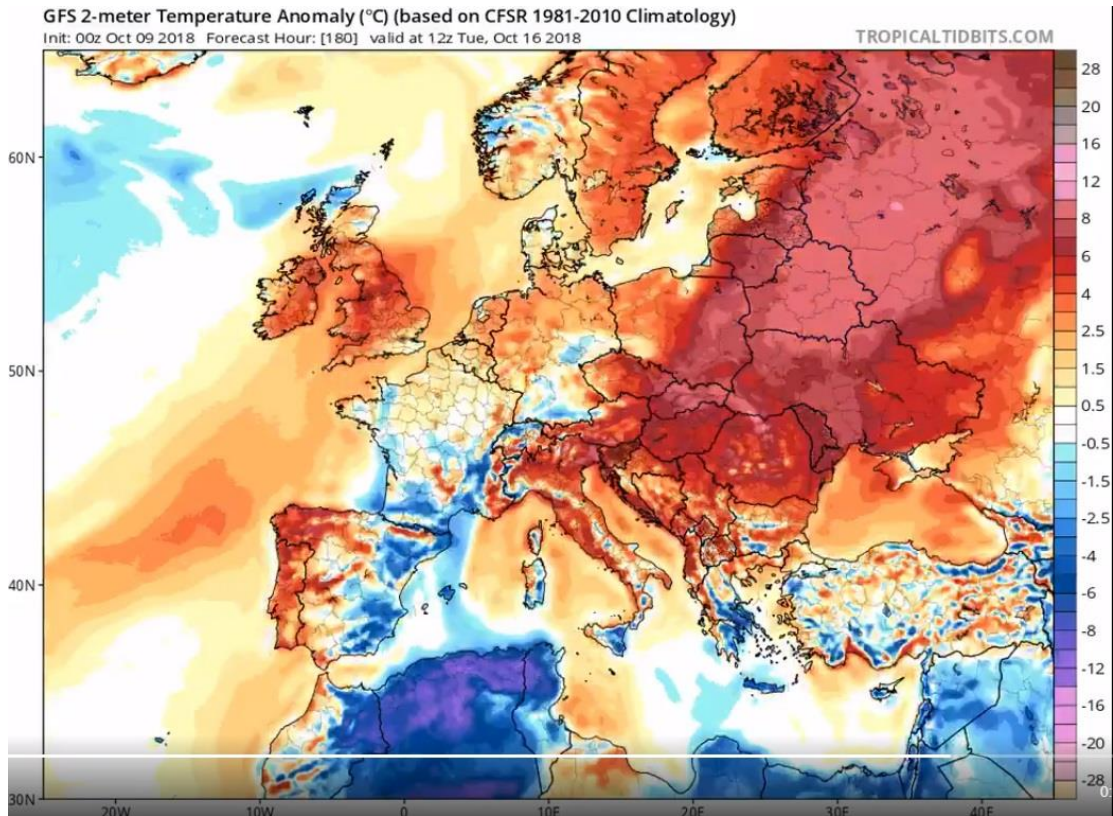 GFS 2-meter Temperature Anomaly (°C) (based on CFSR 1981-2010 Climatology)
Init: 00z Oct 09 2018 Forecast Hour: [180] valid at 12z Tue, Oct 16 2018
TROPICALTIDBITS.COM
28
20
16
12
8
6
4
2.5
1.5
0.5
-0.5
-1.5
-2.5
-4
-6
-8
-12
-16
-20
-28
60N
50N
40N
30N
20W
10W
0
10E
20E
30E
40E